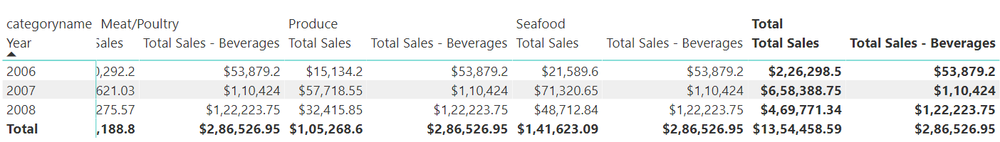 categoryname Meat/Poultry Produce Seafood Total
Year Sales Total Sales - Beverages Total Sales Total Sales - Beverages Total Sales Total Sales - Beverages Total Sales Total Sales - Beverages
2006 0,292.2 $53,879.2 $15,134.2 $53,879.2 $21,589.6 $53,879.2 $2,26,298.5 $53,879.2
2007 621.03 $1,10,424 $57,718.55 $1,10,424 $71,320.65 $1,10,424 $6,58,388.75 $1,10,424
2008 275.57 $1,22,223.75 $32,415.85 $1,22,223.75 $48,712.84 $1,22,223.75 $4,69,771.34 $1,22,223.75
Total ,188.8 $2,86,526.95 $1,05,268.6 $2,86,526.95 $1,41,623.09 $2,86,526.95 $13,54,458.59 $2,86,526.95